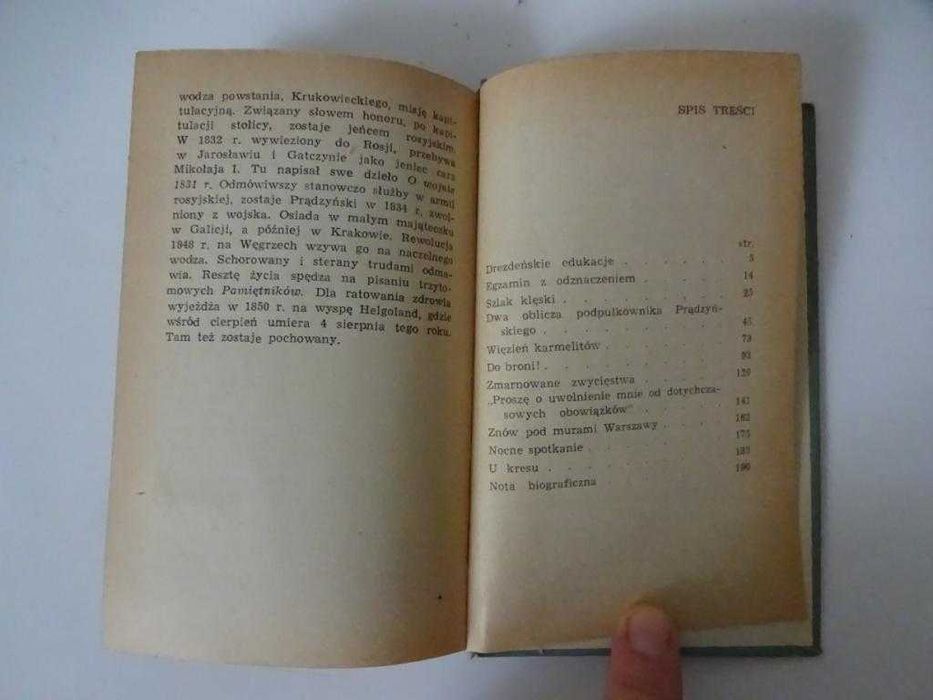 wodza powstania, Krukowieckiego, misję kapi-
tulacyjną. Związany słowem honoru, po kapi-
tulacji stolicy, zostaje jeńcem rosyjskim.
W 1832 r. wywieziony do Rosji, przebywa
w Jarosławiu i Gatczynie jako jeniec cara
Mikołaja I. Tu napisał swe dzieło O wojnie
1831 r. Odmówiwszy stanowczo służby w armii
rosyjskiej, zostaje Prądzyński w 1834 r. zwol-
niony z wojska. Osiada w małym mająteczku
w Galicji, a później w Krakowie. Rewolucja
1848 r. na Węgrzech wzywa go na naczelnego
wodza. Schorowany i sterany trudami odma-
wia. Resztę życia spędza na pisaniu trzyto-
mowych Pamiętników. Dla ratowania zdrowia
wyjeżdża w 1850 r. na wyspę Helgoland, gdzie
wśród cierpień umiera 4 sierpnia tego roku.
Tam też zostaje pochowany.
SPIS TREŚCI
str.
Drezdeńskie edukacje . . . . . . 5
Egzamin z odznaczeniem . . . . . 14
Szlak klęski . . . . . . . . 25
Dwa oblicza podpułkownika Prądzyń-
skiego . . . . . . . . . 45
Więzień karmelitów . . . . . . 79
Do broni! . . . . . . . . . 93
Zmarnowane zwycięstwa . . . . . 120
„Proszę o uwolnienie mnie od dotychcza-
sowych obowiązków" . . . . . 141
Znów pod murami Warszawy . . . . 162
Nocne spotkanie . . . . . . . 175
U kresu . . . . . . . . .
Nota biograficzna